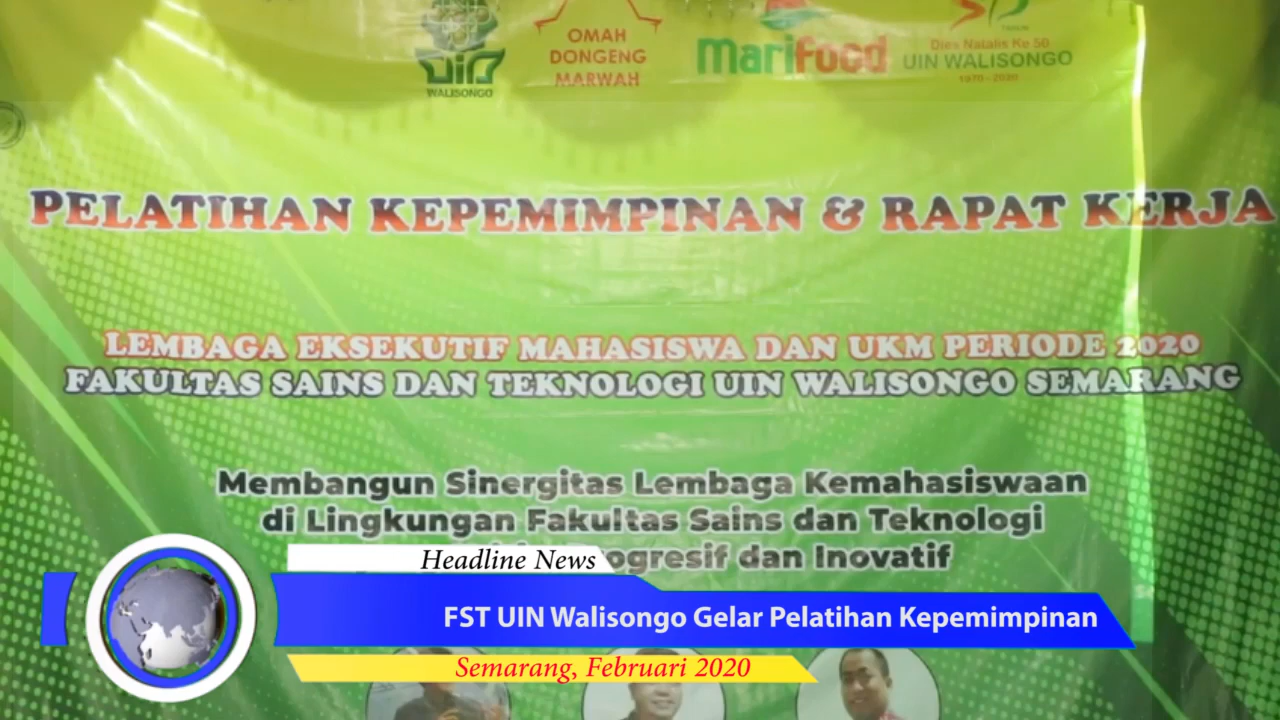 UIN
WALISONGO
OMAH
DONGENG
MARWAH
MariFood
Dies Natalis Ke 50
UIN WALISONGO
1970 - 2020
PELATIHAN KEPEMIMPINAN & RAPAT KERJA
LEMBAGA EKSEKUTIF MAHASISWA DAN UKM PERIODE 2020
FAKULTAS SAINS DAN TEKNOLOGI UIN WALISONGO SEMARANG
Membangun Sinergitas Lembaga Kemahasiswaan
di Lingkungan Fakultas Sains dan Teknologi
dan Inovatif
Headline News
FST UIN Walisongo Gelar Pelatihan Kepemimpinan
Semarang, Februari 2020